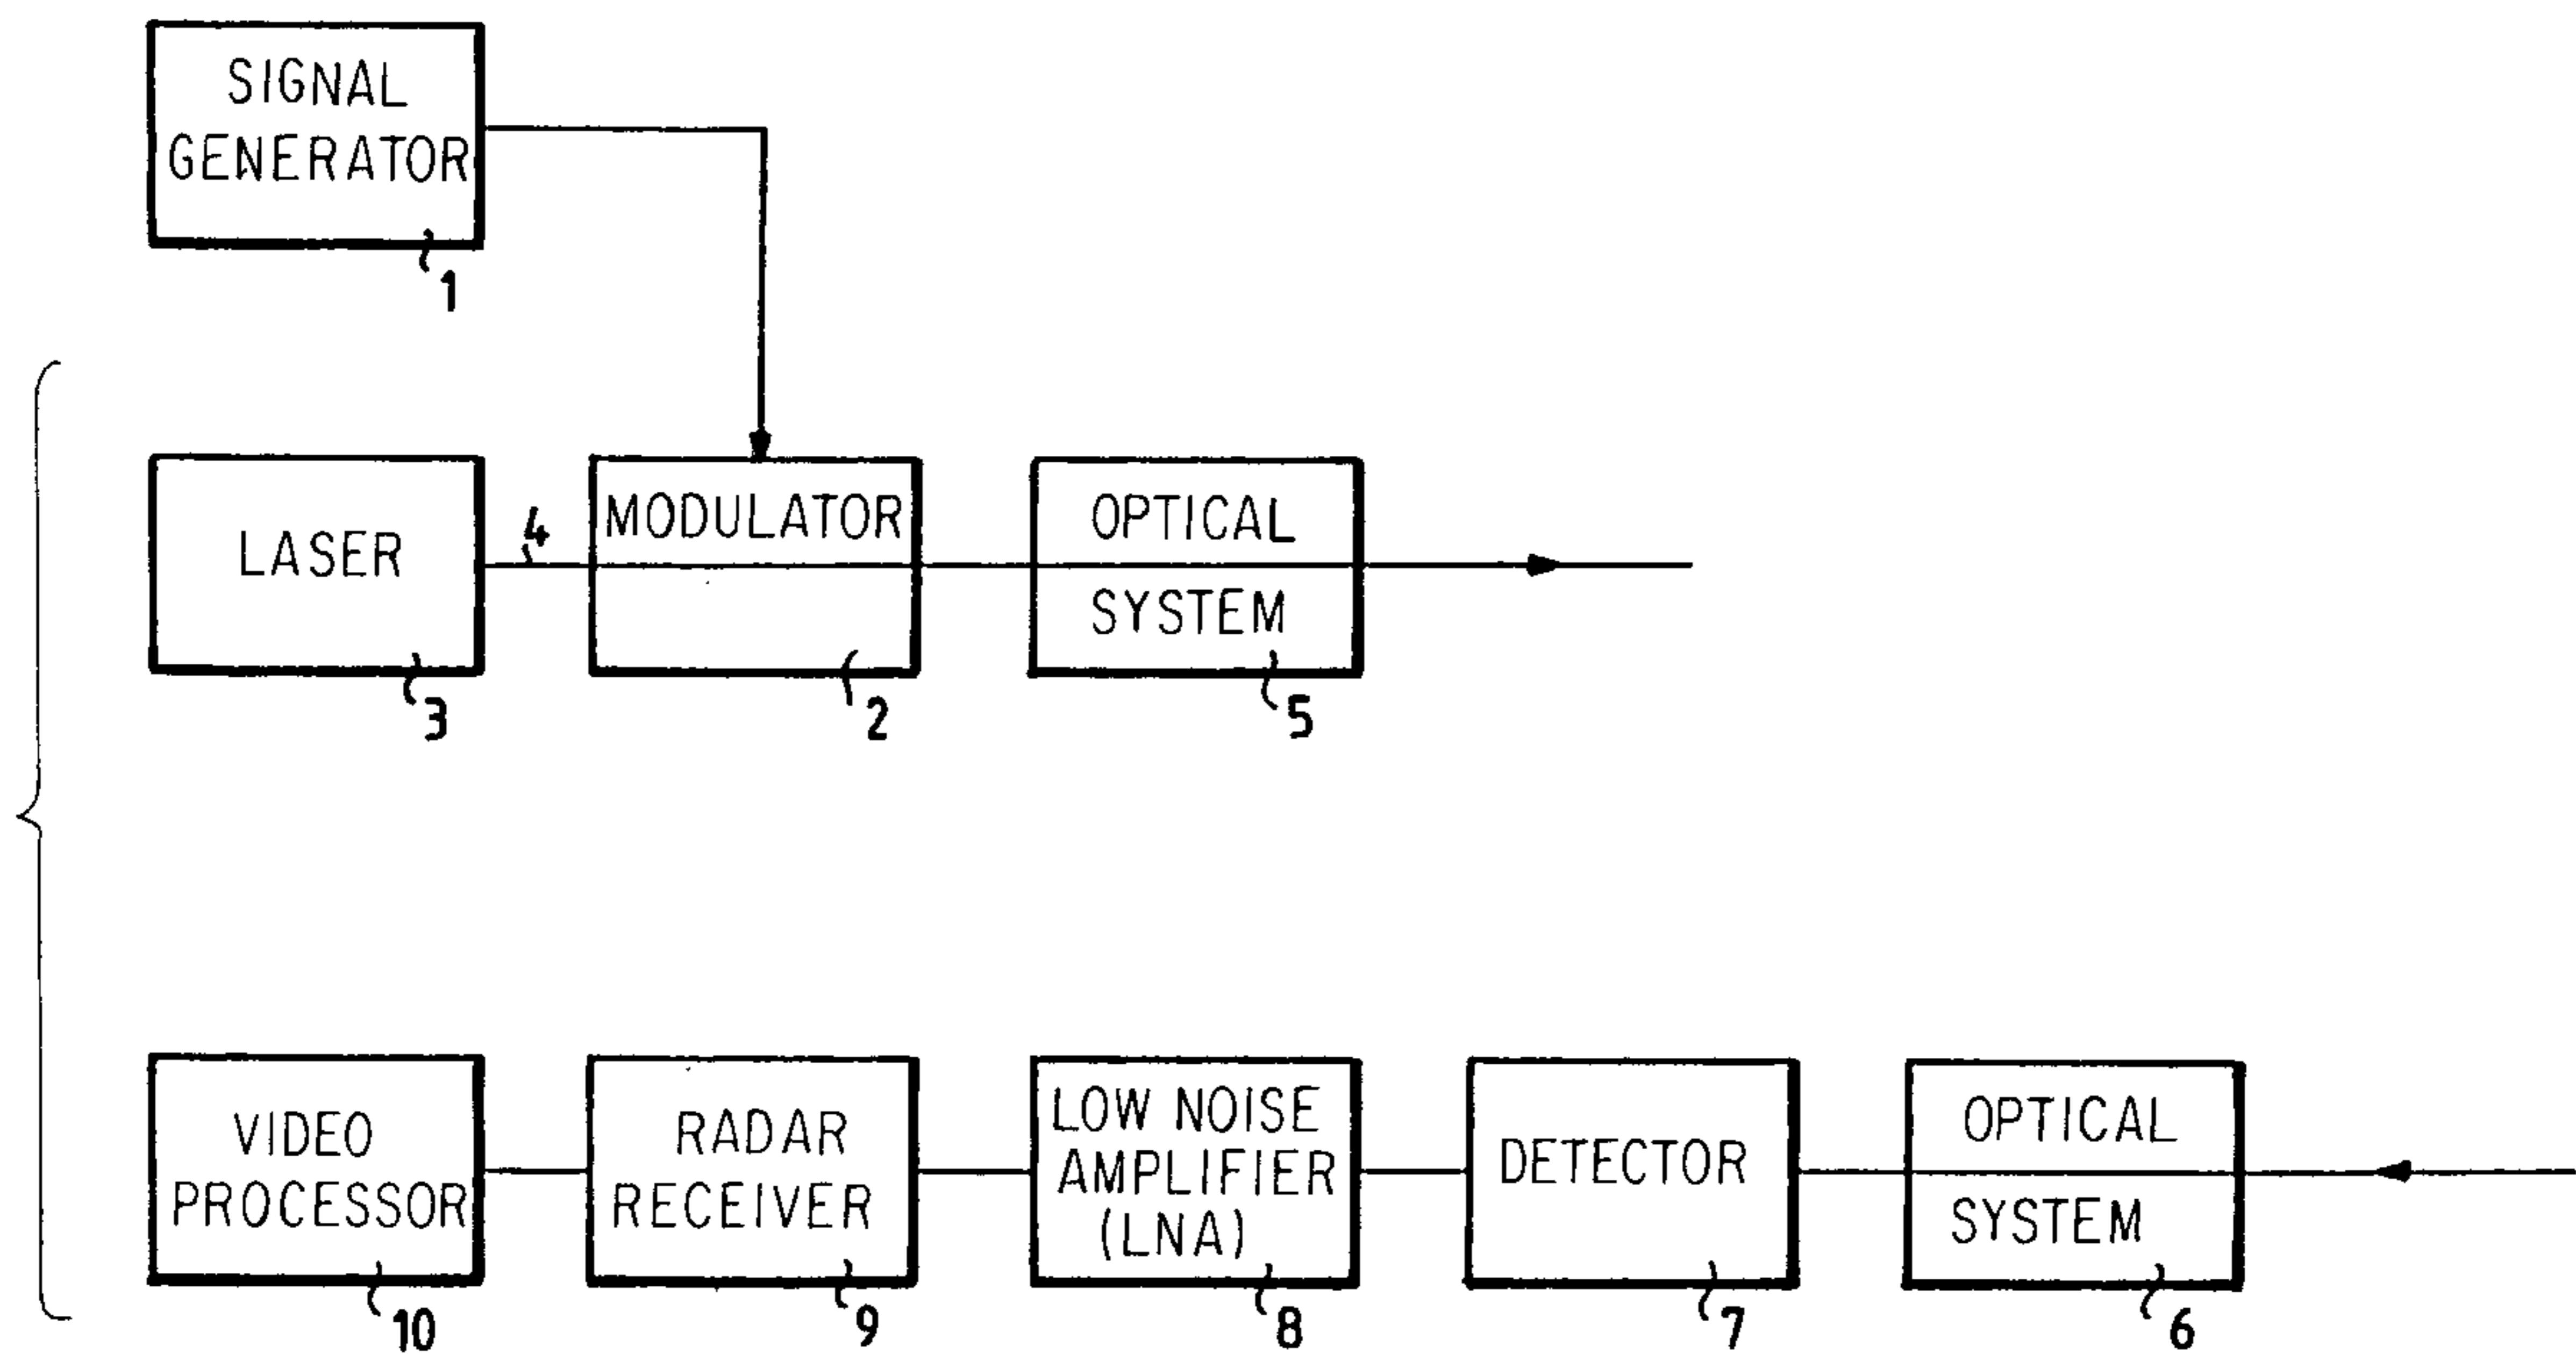 SIGNAL
GENERATOR
1
LASER
3
4
MODULATOR
2
OPTICAL
SYSTEM
5
VIDEO
PROCESSOR
10
RADAR
RECEIVER
9
LOW NOISE
AMPLIFIER
(LNA)
8
DETECTOR
7
OPTICAL
SYSTEM
6